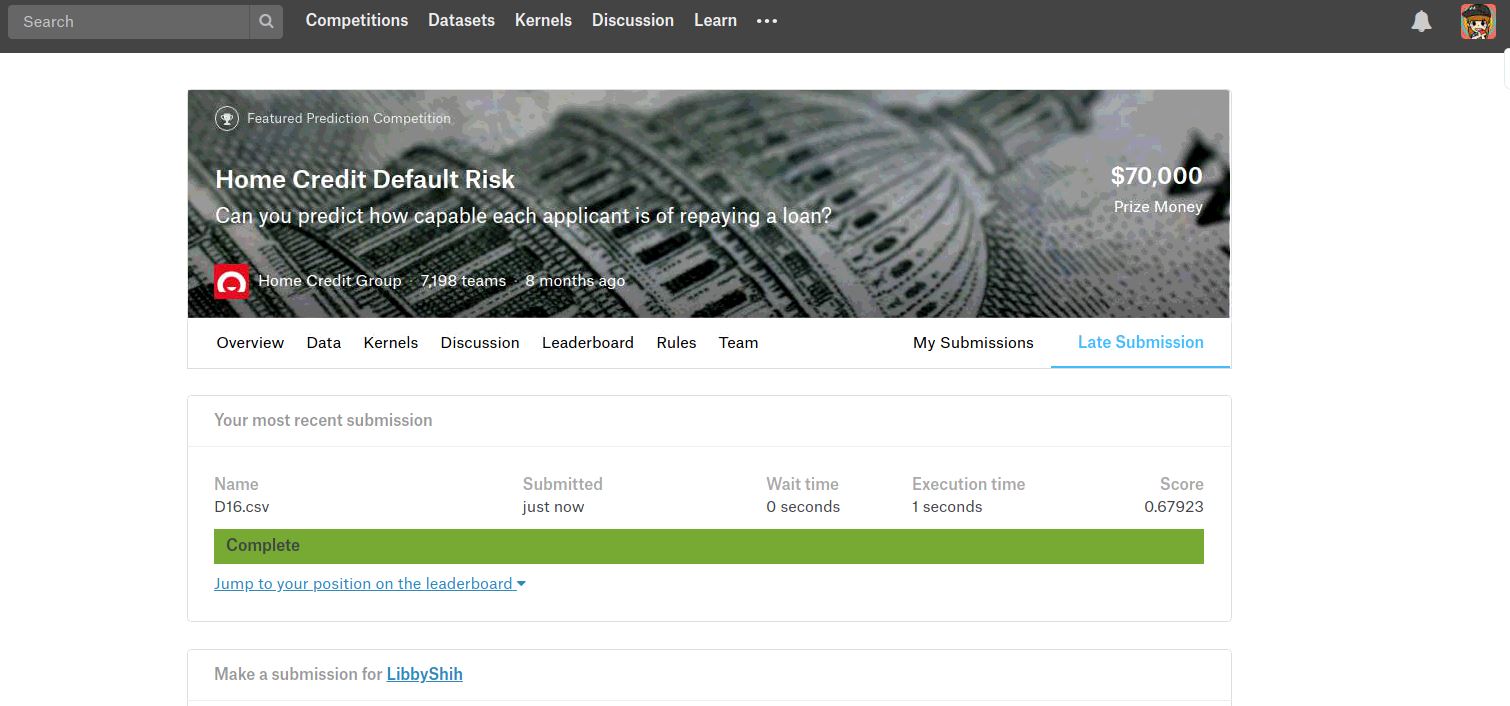 Search Competitions Datasets Kernels Discussion Learn •••
Featured Prediction Competition
Home Credit Default Risk
$70,000
Can you predict how capable each applicant is of repaying a loan?
Prize Money
Home Credit Group · 7,198 teams · 8 months ago
Overview Data Kernels Discussion Leaderboard Rules Team My Submissions Late Submission
Your most recent submission
Name Submitted Wait time Execution time Score
D16.csv just now 0 seconds 1 seconds 0.67923
Complete
Jump to your position on the leaderboard
Make a submission for LibbyShih